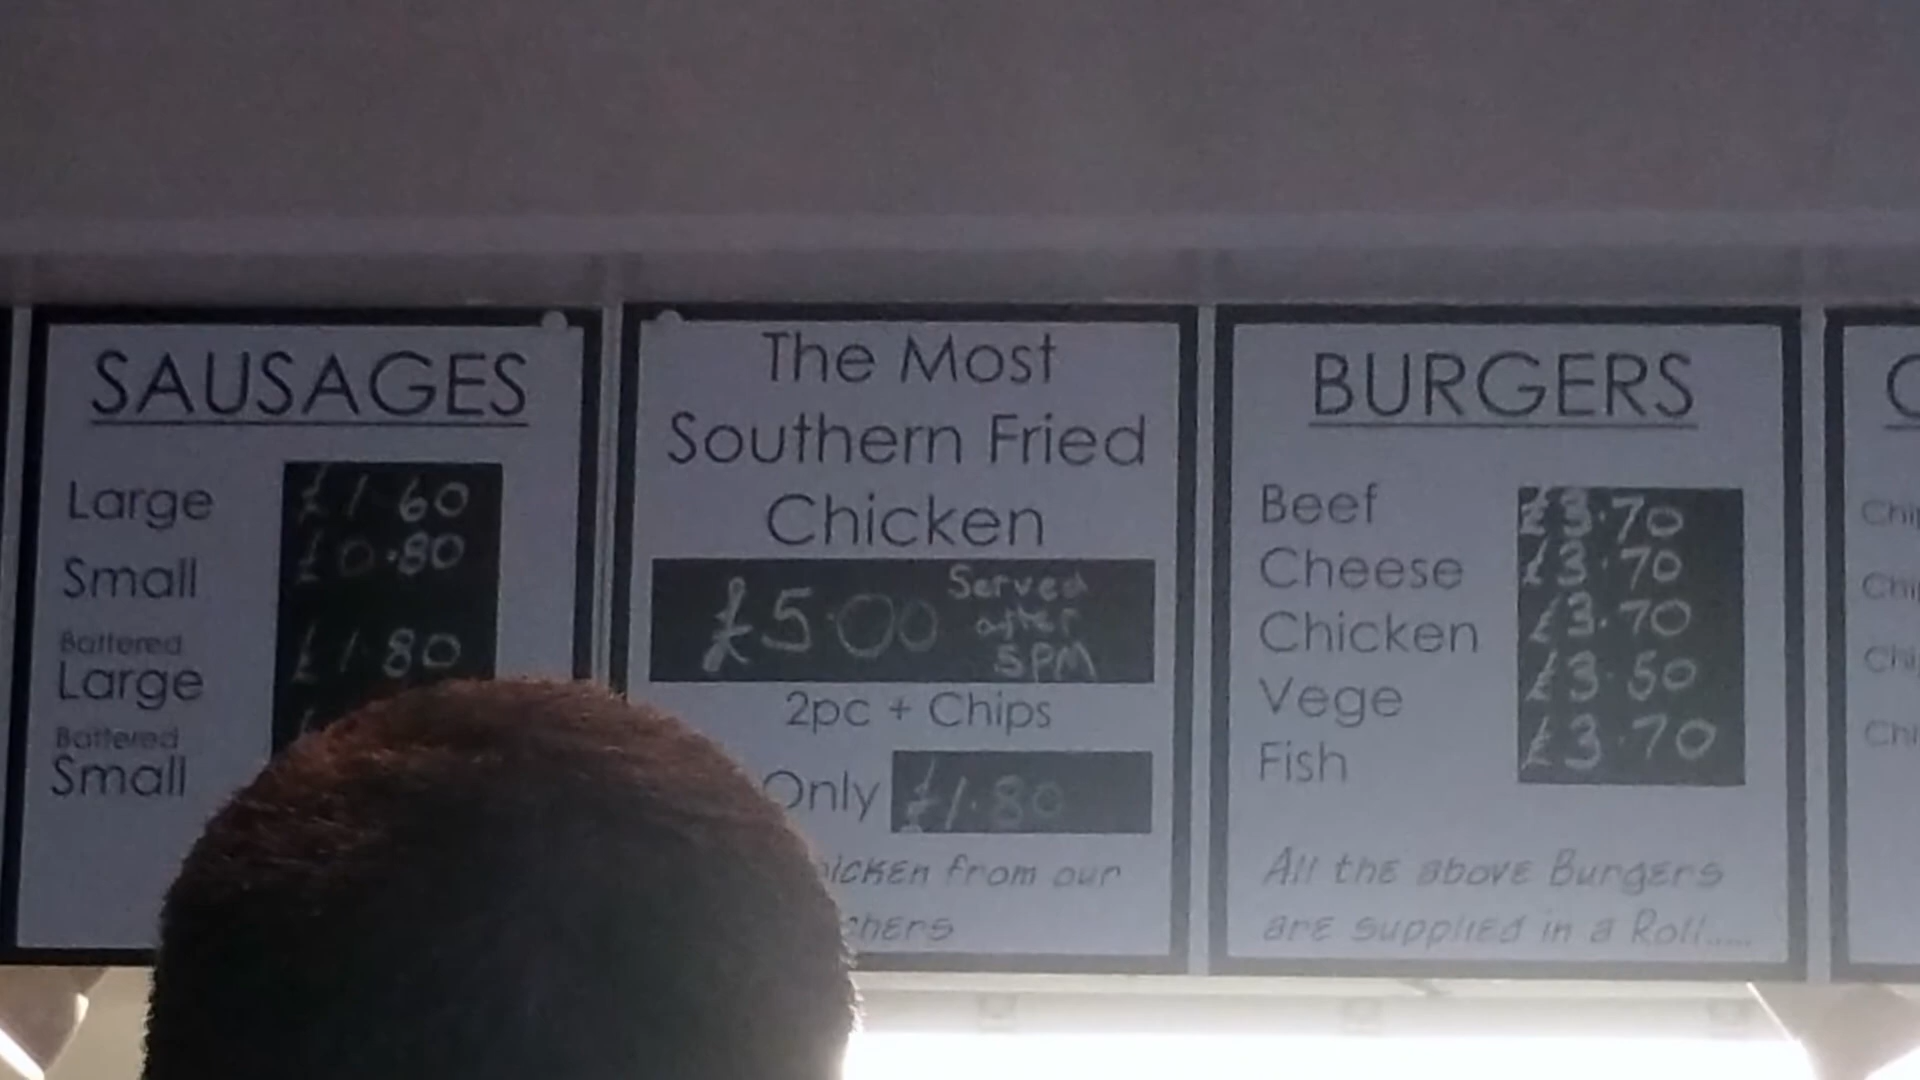 SAUSAGES
Large £1.60
Small £0.80
Battered
Large £1.80
Battered
Small
The Most
Southern Fried
Chicken
£5.00 Served
after
5PM
2pc + Chips
Only £1.80
from our
BURGERS
Beef £3.70
Cheese £3.70
Chicken £3.70
Vege £3.50
Fish £3.70
All the above Burgers
are supplied in a Roll.....